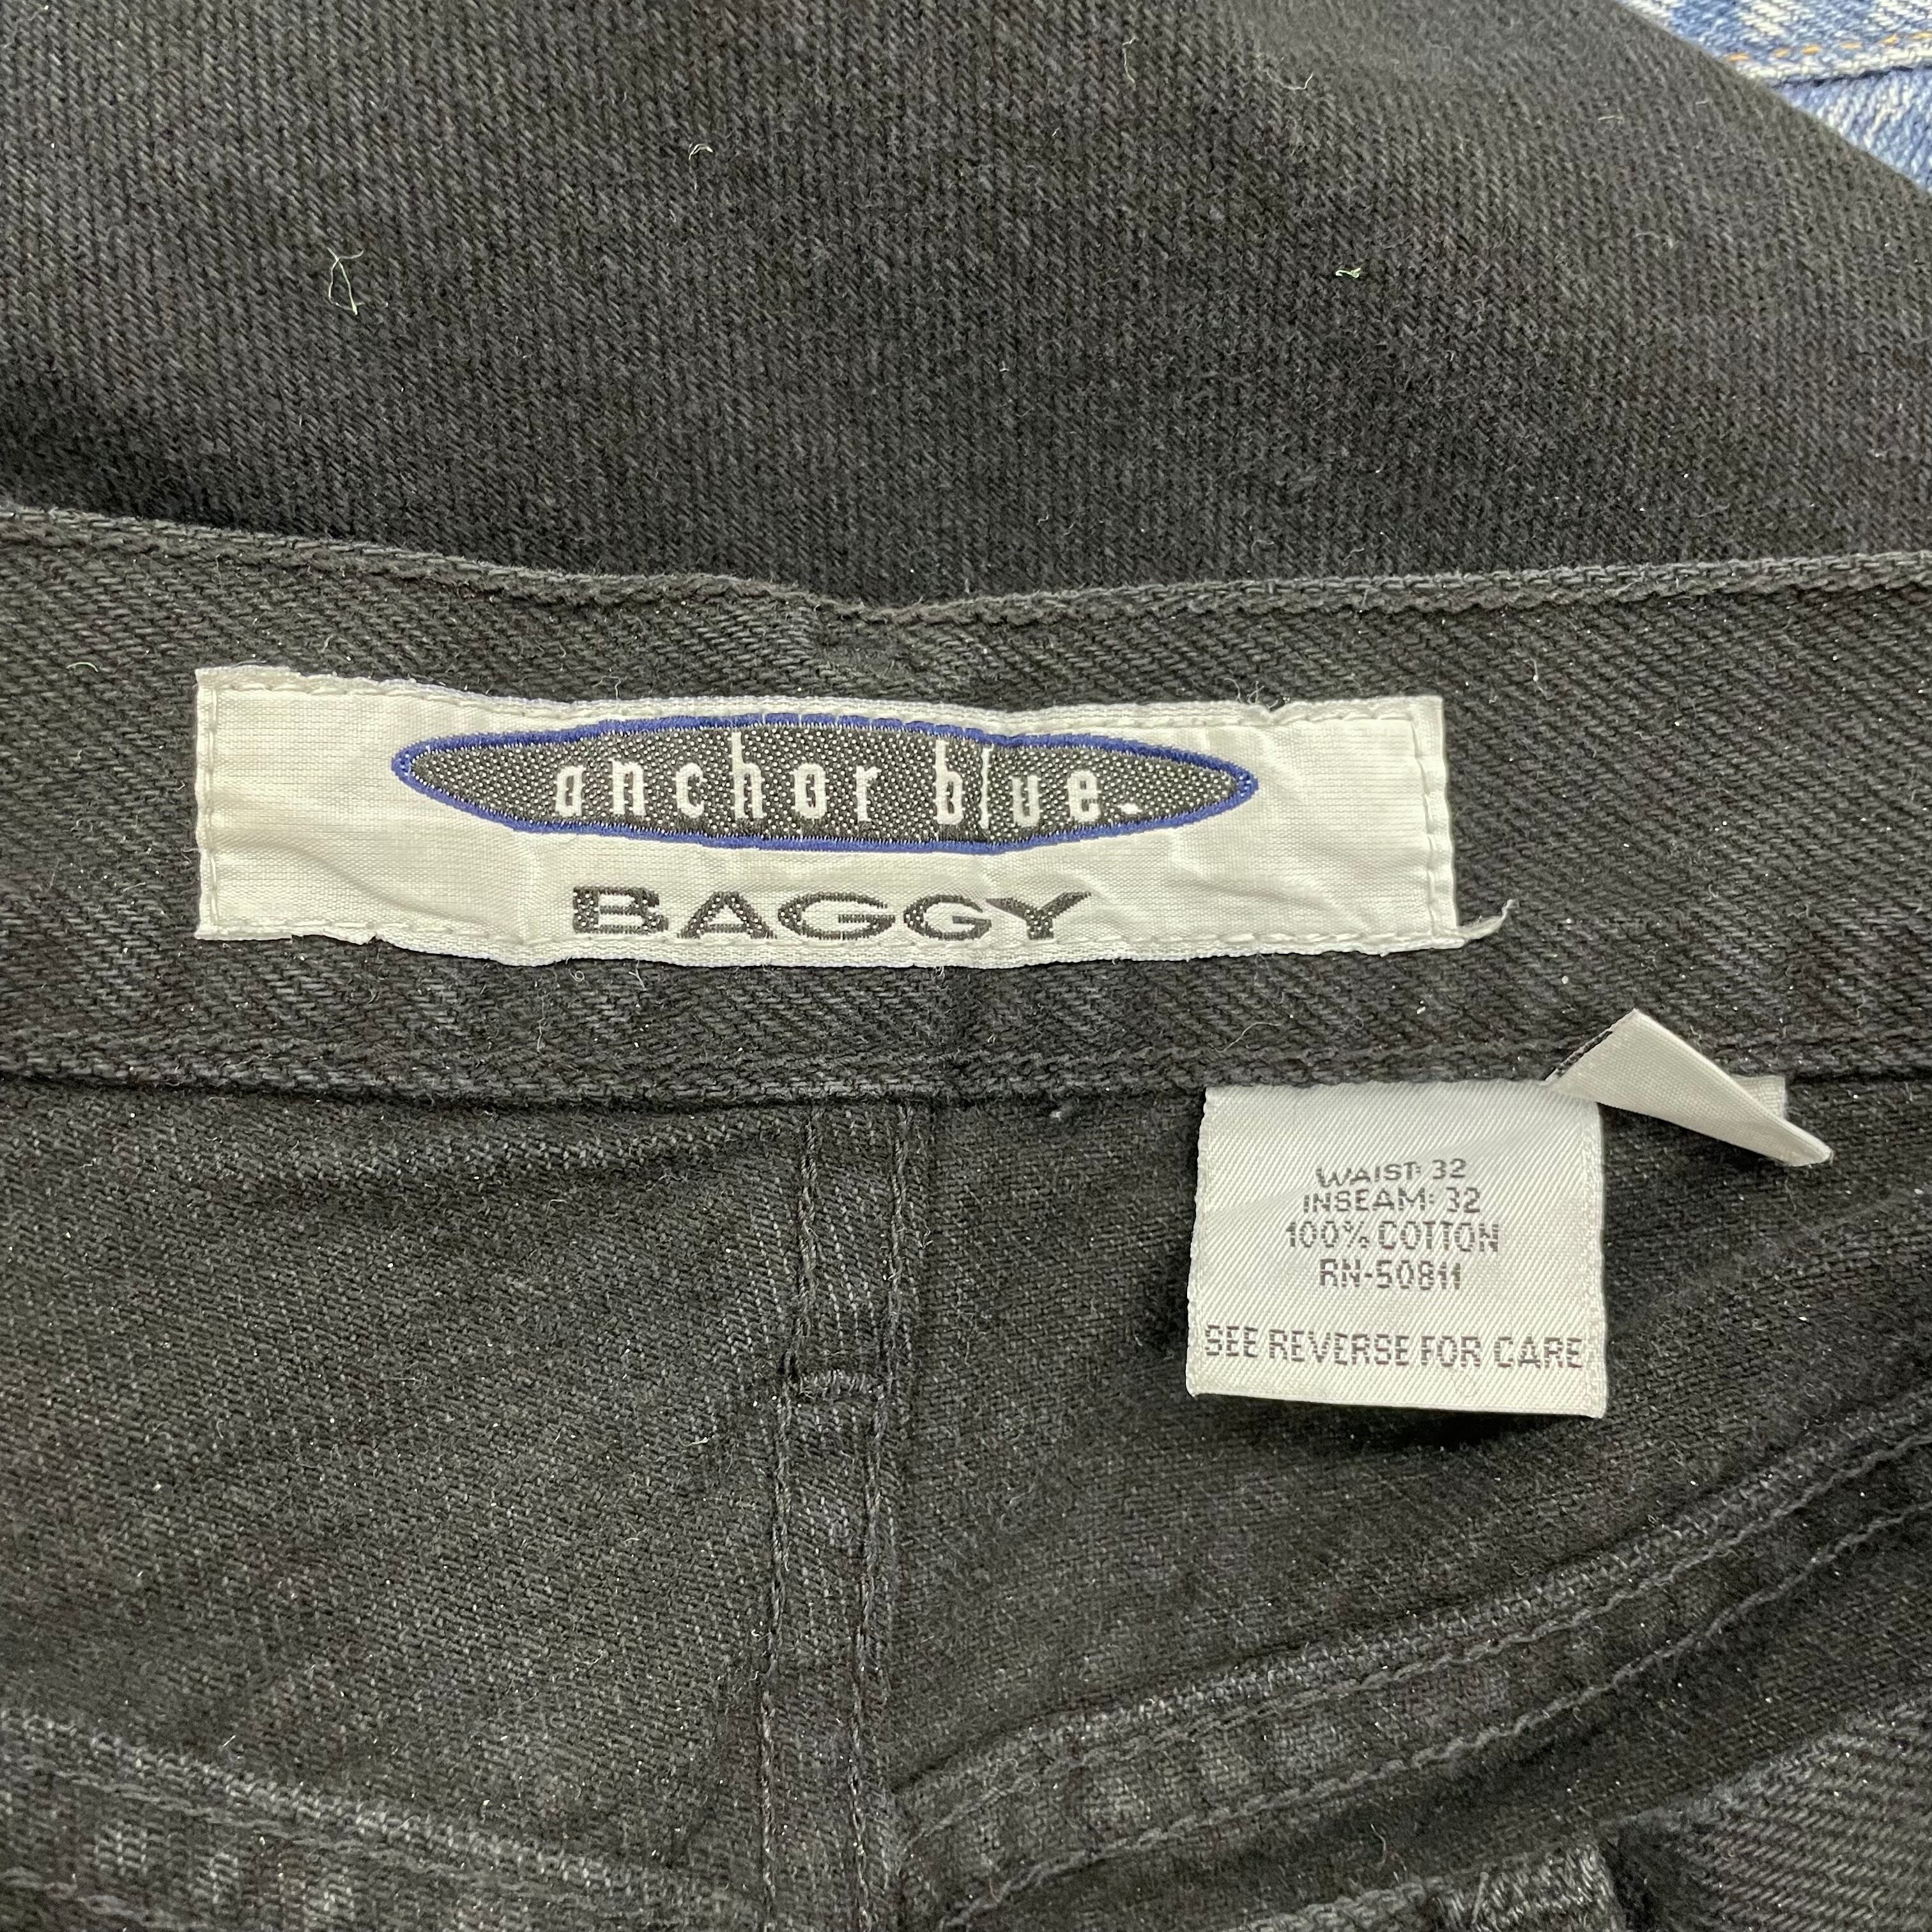 anchor blue.
BAGGY
WAIST: 32
INSEAM: 32
100% COTTON
RN-50811
SEE REVERSE FOR CARE